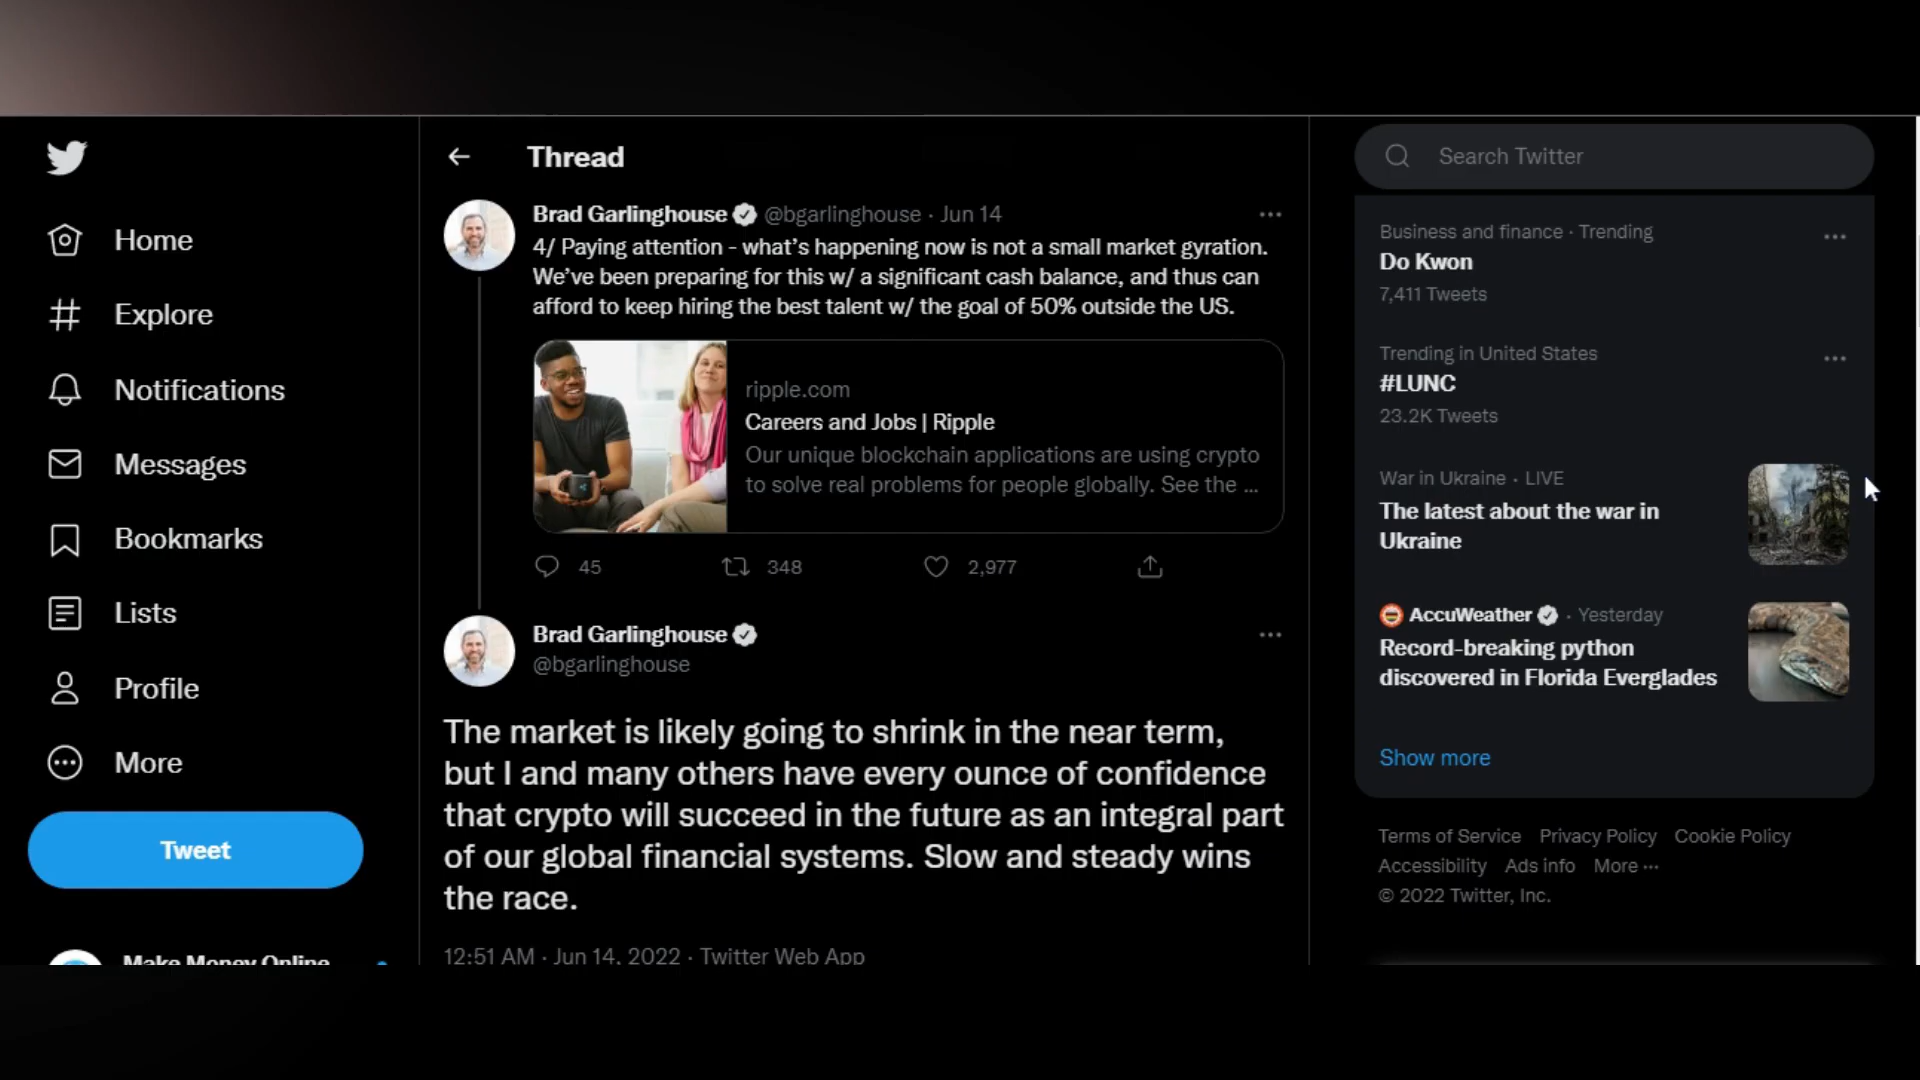 Home
Explore
Notifications
Messages
Bookmarks
Lists
Profile
More
Tweet
Make Money Online
Thread
Brad Garlinghouse @bgarlinghouse · Jun 14
4/ Paying attention - what's happening now is not a small market gyration.
We've been preparing for this w/ a significant cash balance, and thus can
afford to keep hiring the best talent w/ the goal of 50% outside the US.
ripple.com
Careers and Jobs | Ripple
Our unique blockchain applications are using crypto
to solve real problems for people globally. See the ...
45 348 2,977
Brad Garlinghouse
@bgarlinghouse
The market is likely going to shrink in the near term,
but I and many others have every ounce of confidence
that crypto will succeed in the future as an integral part
of our global financial systems. Slow and steady wins
the race.
12:51 AM · Jun 14, 2022 · Twitter Web App
Search Twitter
Business and finance · Trending
Do Kwon
7,411 Tweets
Trending in United States
#LUNC
23.2K Tweets
War in Ukraine · LIVE
The latest about the war in
Ukraine
AccuWeather · Yesterday
Record-breaking python
discovered in Florida Everglades
Show more
Terms of Service Privacy Policy Cookie Policy
Accessibility Ads info More ···
© 2022 Twitter, Inc.